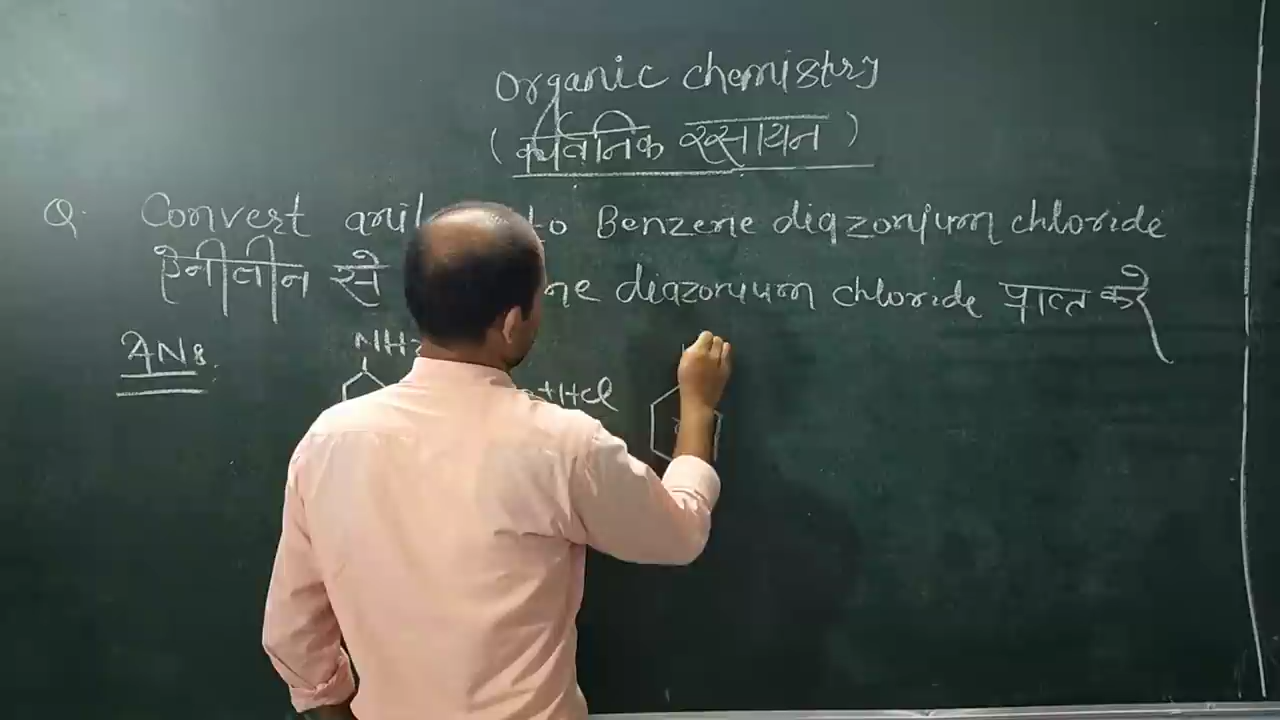 Organic chemistry
(कार्बनिक रसायन)
Q. Convert anil to Benzene diazonium chloride
ऐनीलीन से ne diazonium chloride प्राप्त करे
ANS.
NH2
+HCl